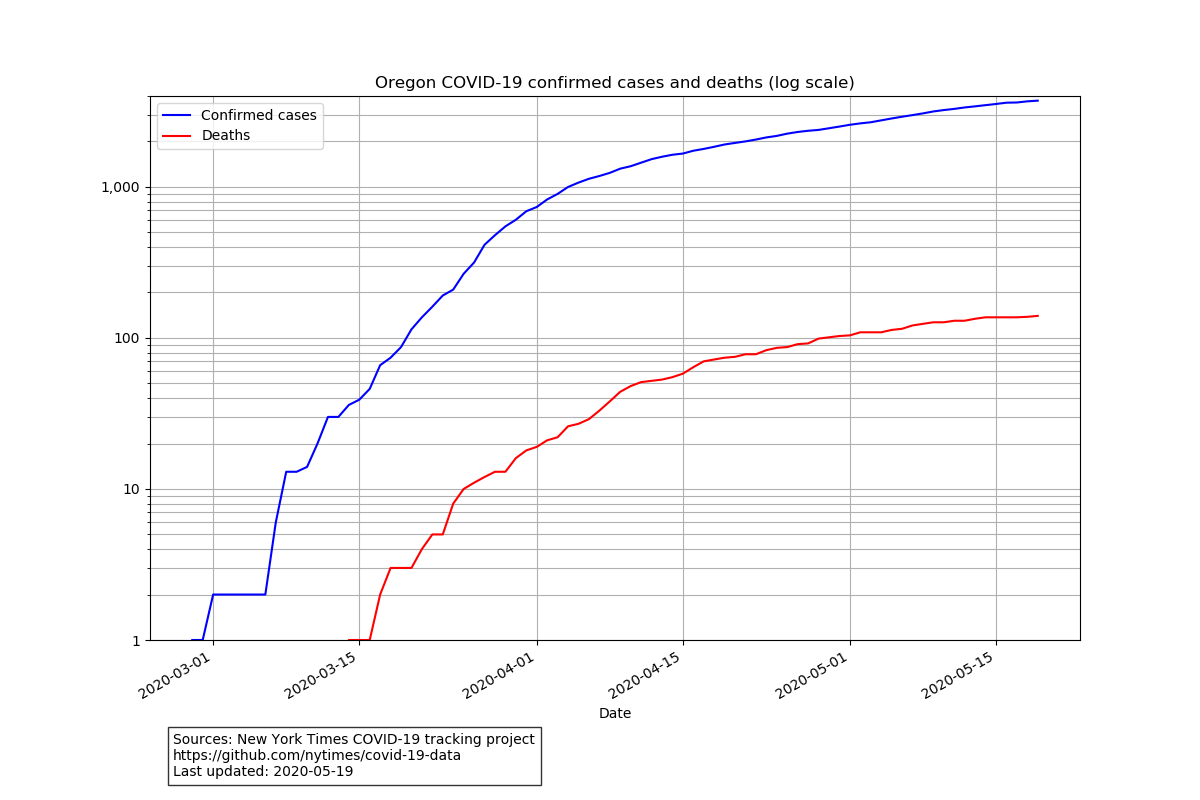 Oregon COVID-19 confirmed cases and deaths (log scale)
Confirmed cases
Deaths
1,000
100
10
1
2020-03-01
2020-03-15
2020-04-01
2020-04-15
2020-05-01
2020-05-15
Date
Sources: New York Times COVID-19 tracking project
https://github.com/nytimes/covid-19-data
Last updated: 2020-05-19